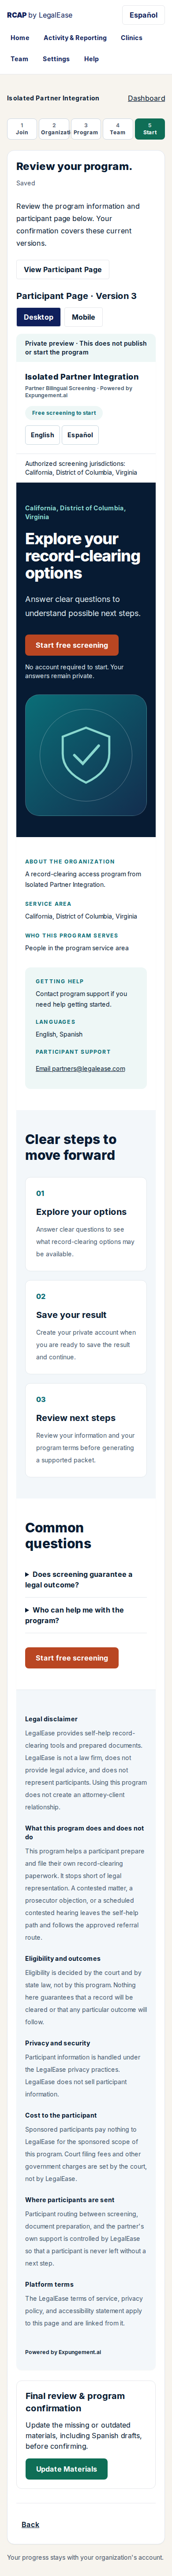 RCAP by LegalEase
Español
Home
Activity & Reporting
Clinics
Team
Settings
Help
Isolated Partner Integration
Dashboard
1
Join
2
Organizati
3
Program
4
Team
5
Start
Review your program.
Saved
Review the program information and
participant page below. Your
confirmation covers these current
versions.
View Participant Page
Participant Page · Version 3
Desktop
Mobile
Private preview · This does not publish
or start the program
Isolated Partner Integration
Partner Bilingual Screening · Powered by
Expungement.ai
Free screening to start
English
Español
Authorized screening jurisdictions:
California, District of Columbia, Virginia
California, District of Columbia,
Virginia
Explore your
record-clearing
options
Answer clear questions to
understand possible next steps.
Start free screening
No account required to start. Your
answers remain private.
ABOUT THE ORGANIZATION
A record-clearing access program from
Isolated Partner Integration.
SERVICE AREA
California, District of Columbia, Virginia
WHO THIS PROGRAM SERVES
People in the program service area
GETTING HELP
Contact program support if you
need help getting started.
LANGUAGES
English, Spanish
PARTICIPANT SUPPORT
Email partners@legalease.com
Clear steps to
move forward
01
Explore your options
Answer clear questions to see
what record-clearing options may
be available.
02
Save your result
Create your private account when
you are ready to save the result
and continue.
03
Review next steps
Review your information and your
program terms before generating
a supported packet.
Common
questions
Does screening guarantee a
legal outcome?
Who can help me with the
program?
Start free screening
Legal disclaimer
LegalEase provides self-help record-
clearing tools and prepared documents.
LegalEase is not a law firm, does not
provide legal advice, and does not
represent participants. Using this program
does not create an attorney-client
relationship.
What this program does and does not
do
This program helps a participant prepare
and file their own record-clearing
paperwork. It stops short of legal
representation. A contested matter, a
prosecutor objection, or a scheduled
contested hearing leaves the self-help
path and follows the approved referral
route.
Eligibility and outcomes
Eligibility is decided by the court and by
state law, not by this program. Nothing
here guarantees that a record will be
cleared or that any particular outcome will
follow.
Privacy and security
Participant information is handled under
the LegalEase privacy practices.
LegalEase does not sell participant
information.
Cost to the participant
Sponsored participants pay nothing to
LegalEase for the sponsored scope of
this program. Court filing fees and other
government charges are set by the court,
not by LegalEase.
Where participants are sent
Participant routing between screening,
document preparation, and the partner's
own support is controlled by LegalEase
so that a participant is never left without a
next step.
Platform terms
The LegalEase terms of service, privacy
policy, and accessibility statement apply
to this page and are linked from it.
Powered by Expungement.ai
Final review & program
confirmation
Update the missing or outdated
materials, including Spanish drafts,
before confirming.
Update Materials
Back
Your progress stays with your organization's account.